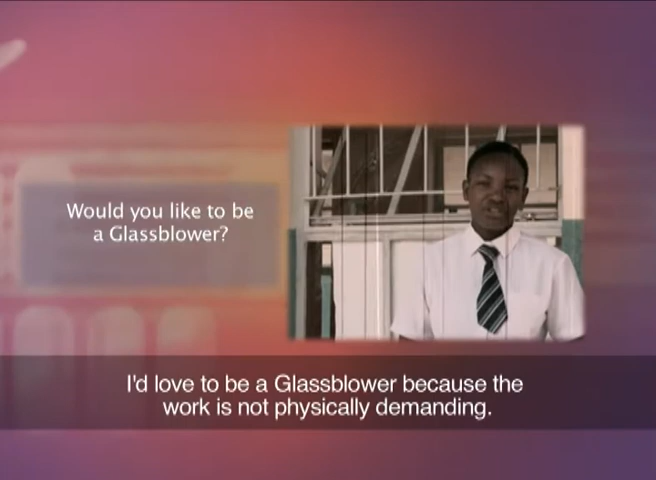 Would you like to be
a Glassblower?
I'd love to be a Glassblower because the
work is not physically demanding.